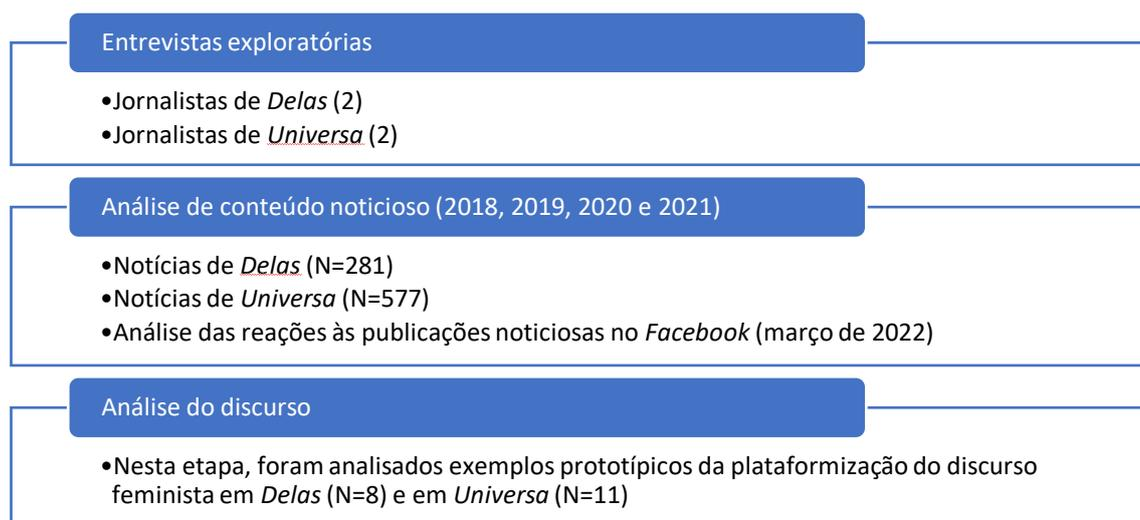 Entrevistas exploratórias
•Jornalistas de Delas (2)
•Jornalistas de Universa (2)
Análise de conteúdo noticioso (2018, 2019, 2020 e 2021)
•Notícias de Delas (N=281)
•Notícias de Universa (N=577)
•Análise das reações às publicações noticiosas no Facebook (março de 2022)
Análise do discurso
•Nesta etapa, foram analisados exemplos prototípicos da plataformização do discurso
feminista em Delas (N=8) e em Universa (N=11)